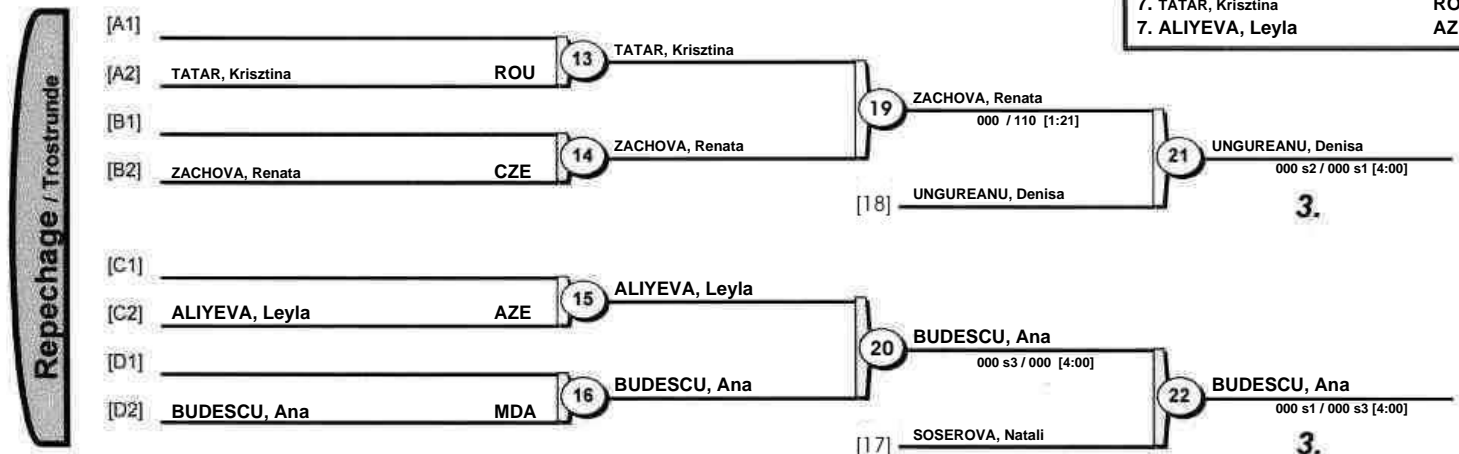 7. TATAR, Krisztina RO
7. ALIYEVA, Leyla AZ
Repechage / Trostrunde
[A1]
[A2] TATAR, Krisztina ROU
13 TATAR, Krisztina
[B1]
[B2] ZACHOVA, Renata CZE
14 ZACHOVA, Renata
19 ZACHOVA, Renata
000 / 110 [1:21]
[18] UNGUREANU, Denisa
21 UNGUREANU, Denisa
000 s2 / 000 s1 [4:00]
3.
[C1]
[C2] ALIYEVA, Leyla AZE
15 ALIYEVA, Leyla
[D1]
[D2] BUDESCU, Ana MDA
16 BUDESCU, Ana
20 BUDESCU, Ana
000 s3 / 000 [4:00]
[17] SOSEROVA, Natali
22 BUDESCU, Ana
000 s1 / 000 s3 [4:00]
3.